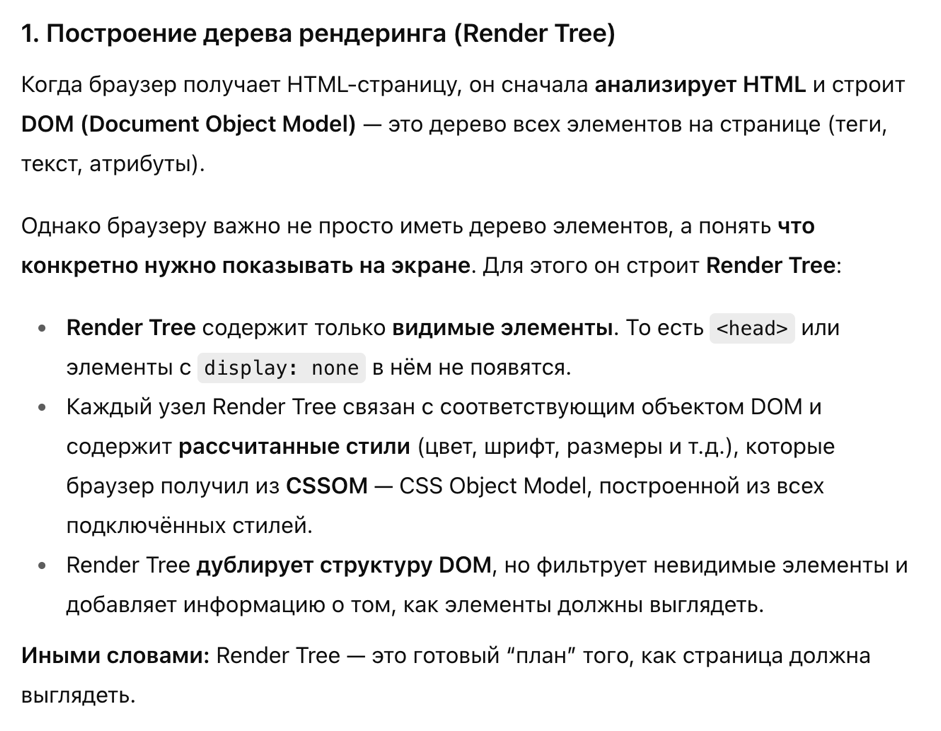 1. Построение дерева рендеринга (Render Tree)
Когда браузер получает HTML-страницу, он сначала анализирует HTML и строит
DOM (Document Object Model) — это дерево всех элементов на странице (теги,
текст, атрибуты).
Однако браузеру важно не просто иметь дерево элементов, а понять что
конкретно нужно показывать на экране. Для этого он строит Render Tree:
• Render Tree содержит только видимые элементы. То есть <head> или
элементы с display: none в нём не появятся.
• Каждый узел Render Tree связан с соответствующим объектом DOM и
содержит рассчитанные стили (цвет, шрифт, размеры и т.д.), которые
браузер получил из CSSOM — CSS Object Model, построенной из всех
подключённых стилей.
• Render Tree дублирует структуру DOM, но фильтрует невидимые элементы и
добавляет информацию о том, как элементы должны выглядеть.
Иными словами: Render Tree — это готовый “план” того, как страница должна
выглядеть.